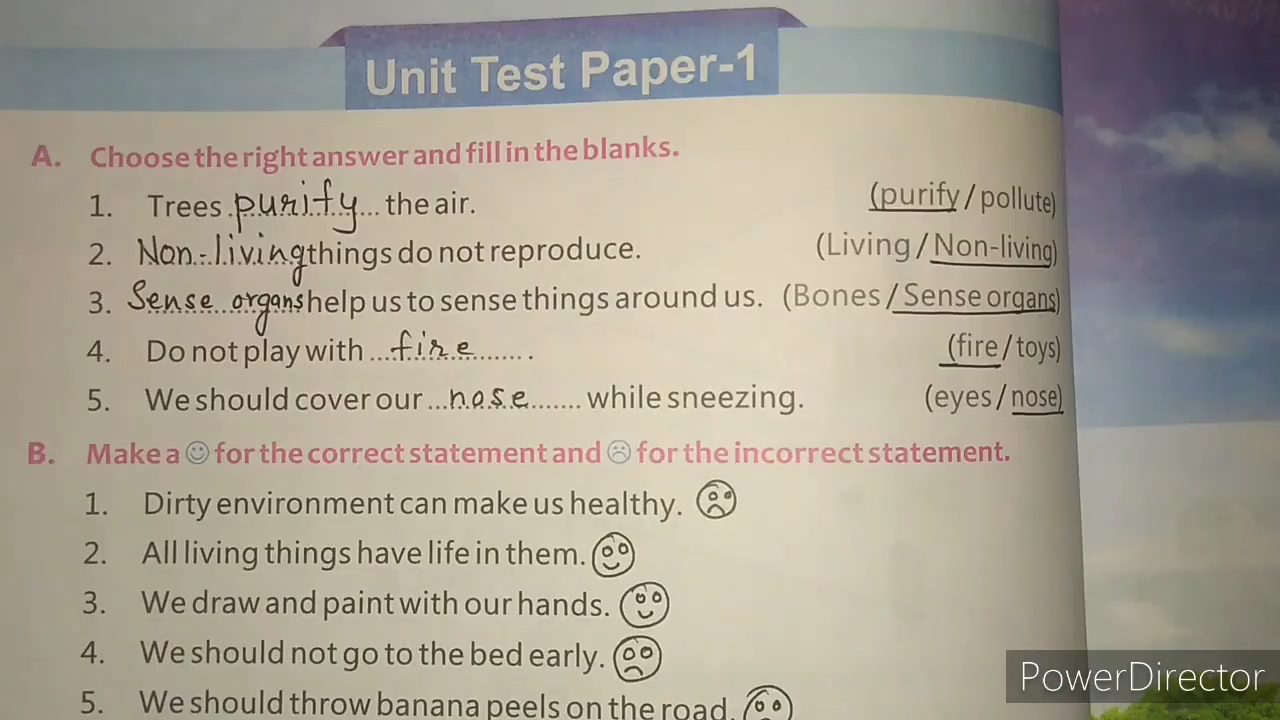 Unit Test Paper-1
A. Choose the right answer and fill in the blanks.
1. Trees purify the air. (purify/pollute)
2. Non-living things do not reproduce. (Living/Non-living)
3. Sense organs help us to sense things around us. (Bones/Sense organs)
4. Do not play with fire. (fire/toys)
5. We should cover our nose while sneezing. (eyes/nose)
B. Make a ☺ for the correct statement and ☹ for the incorrect statement.
1. Dirty environment can make us healthy. ☹
2. All living things have life in them. ☺
3. We draw and paint with our hands. ☺
4. We should not go to the bed early. ☹
5. We should throw banana peels on the road.
PowerDirector